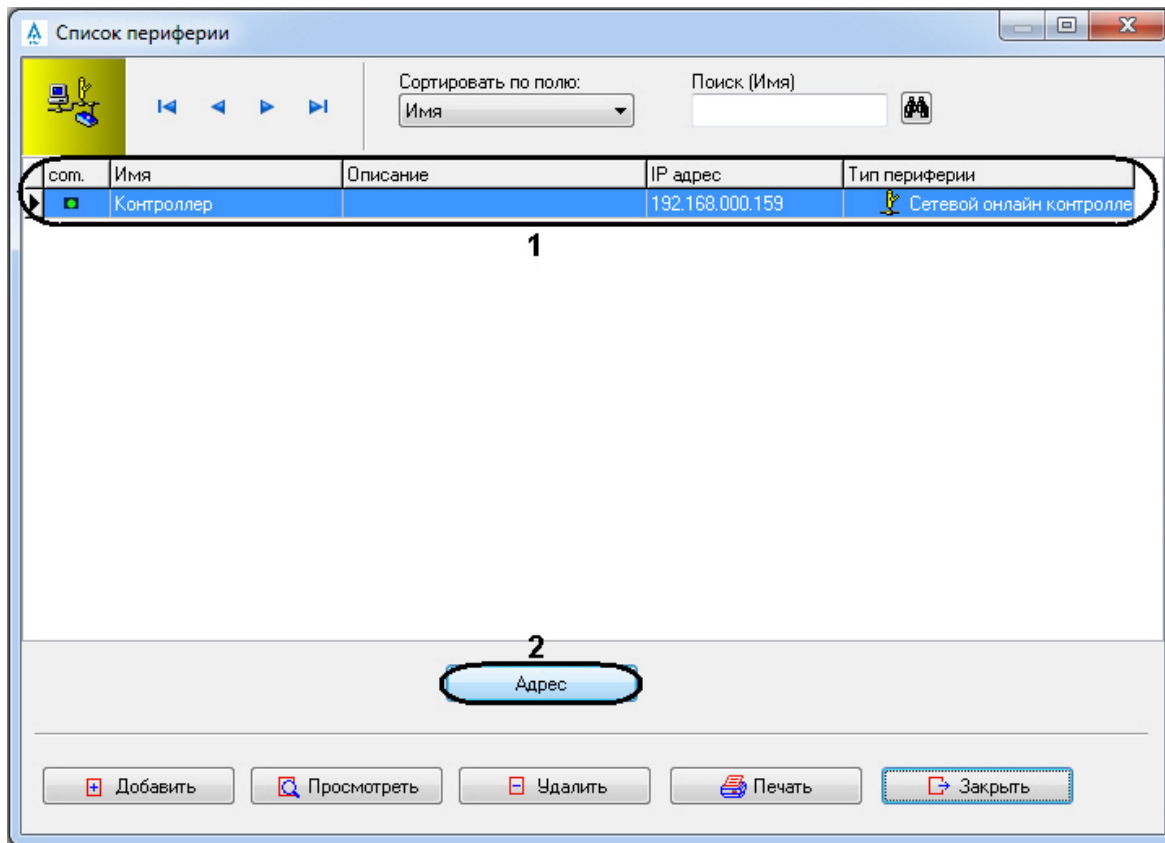 Список периферии
Сортировать по полю:
Поиск (Имя)
Имя
com. Имя Описание IP адрес Тип периферии
Контроллер 192.168.000.159 Сетевой онлайн контролле
1
2
Адрес
Добавить Просмотреть Удалить Печать Закрыть